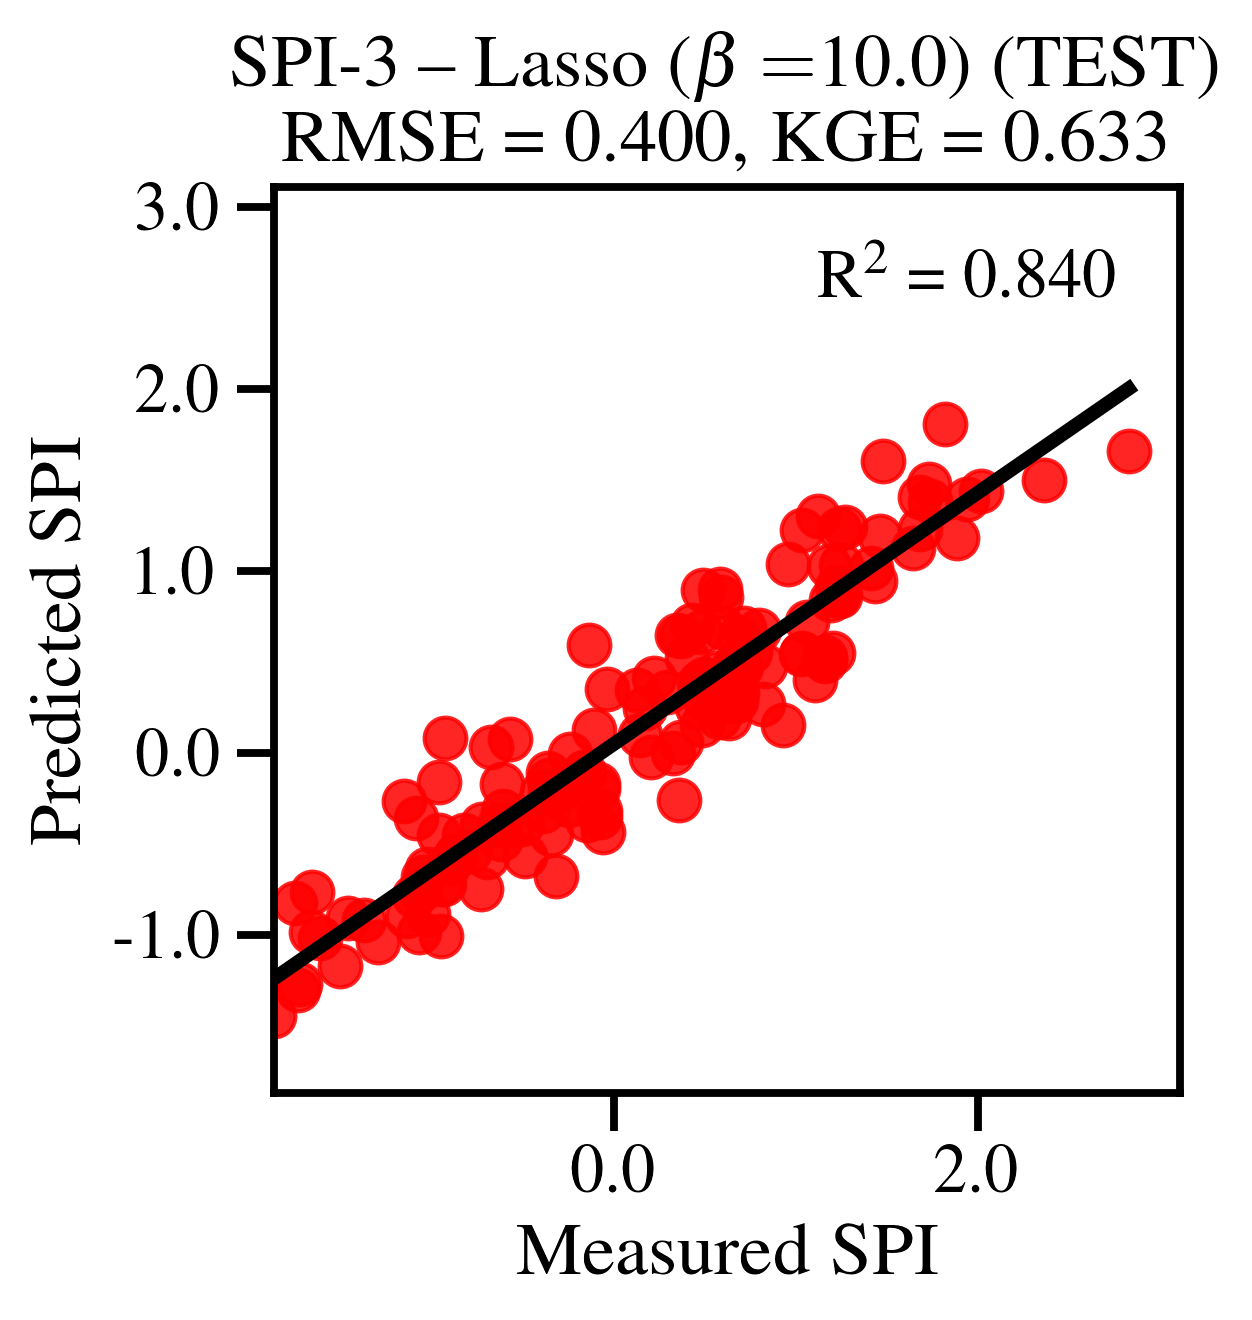 SPI-3 – Lasso (β =10.0) (TEST)
RMSE = 0.400, KGE = 0.633
R² = 0.840
3.0
2.0
1.0
0.0
-1.0
Predicted SPI
0.0 2.0
Measured SPI